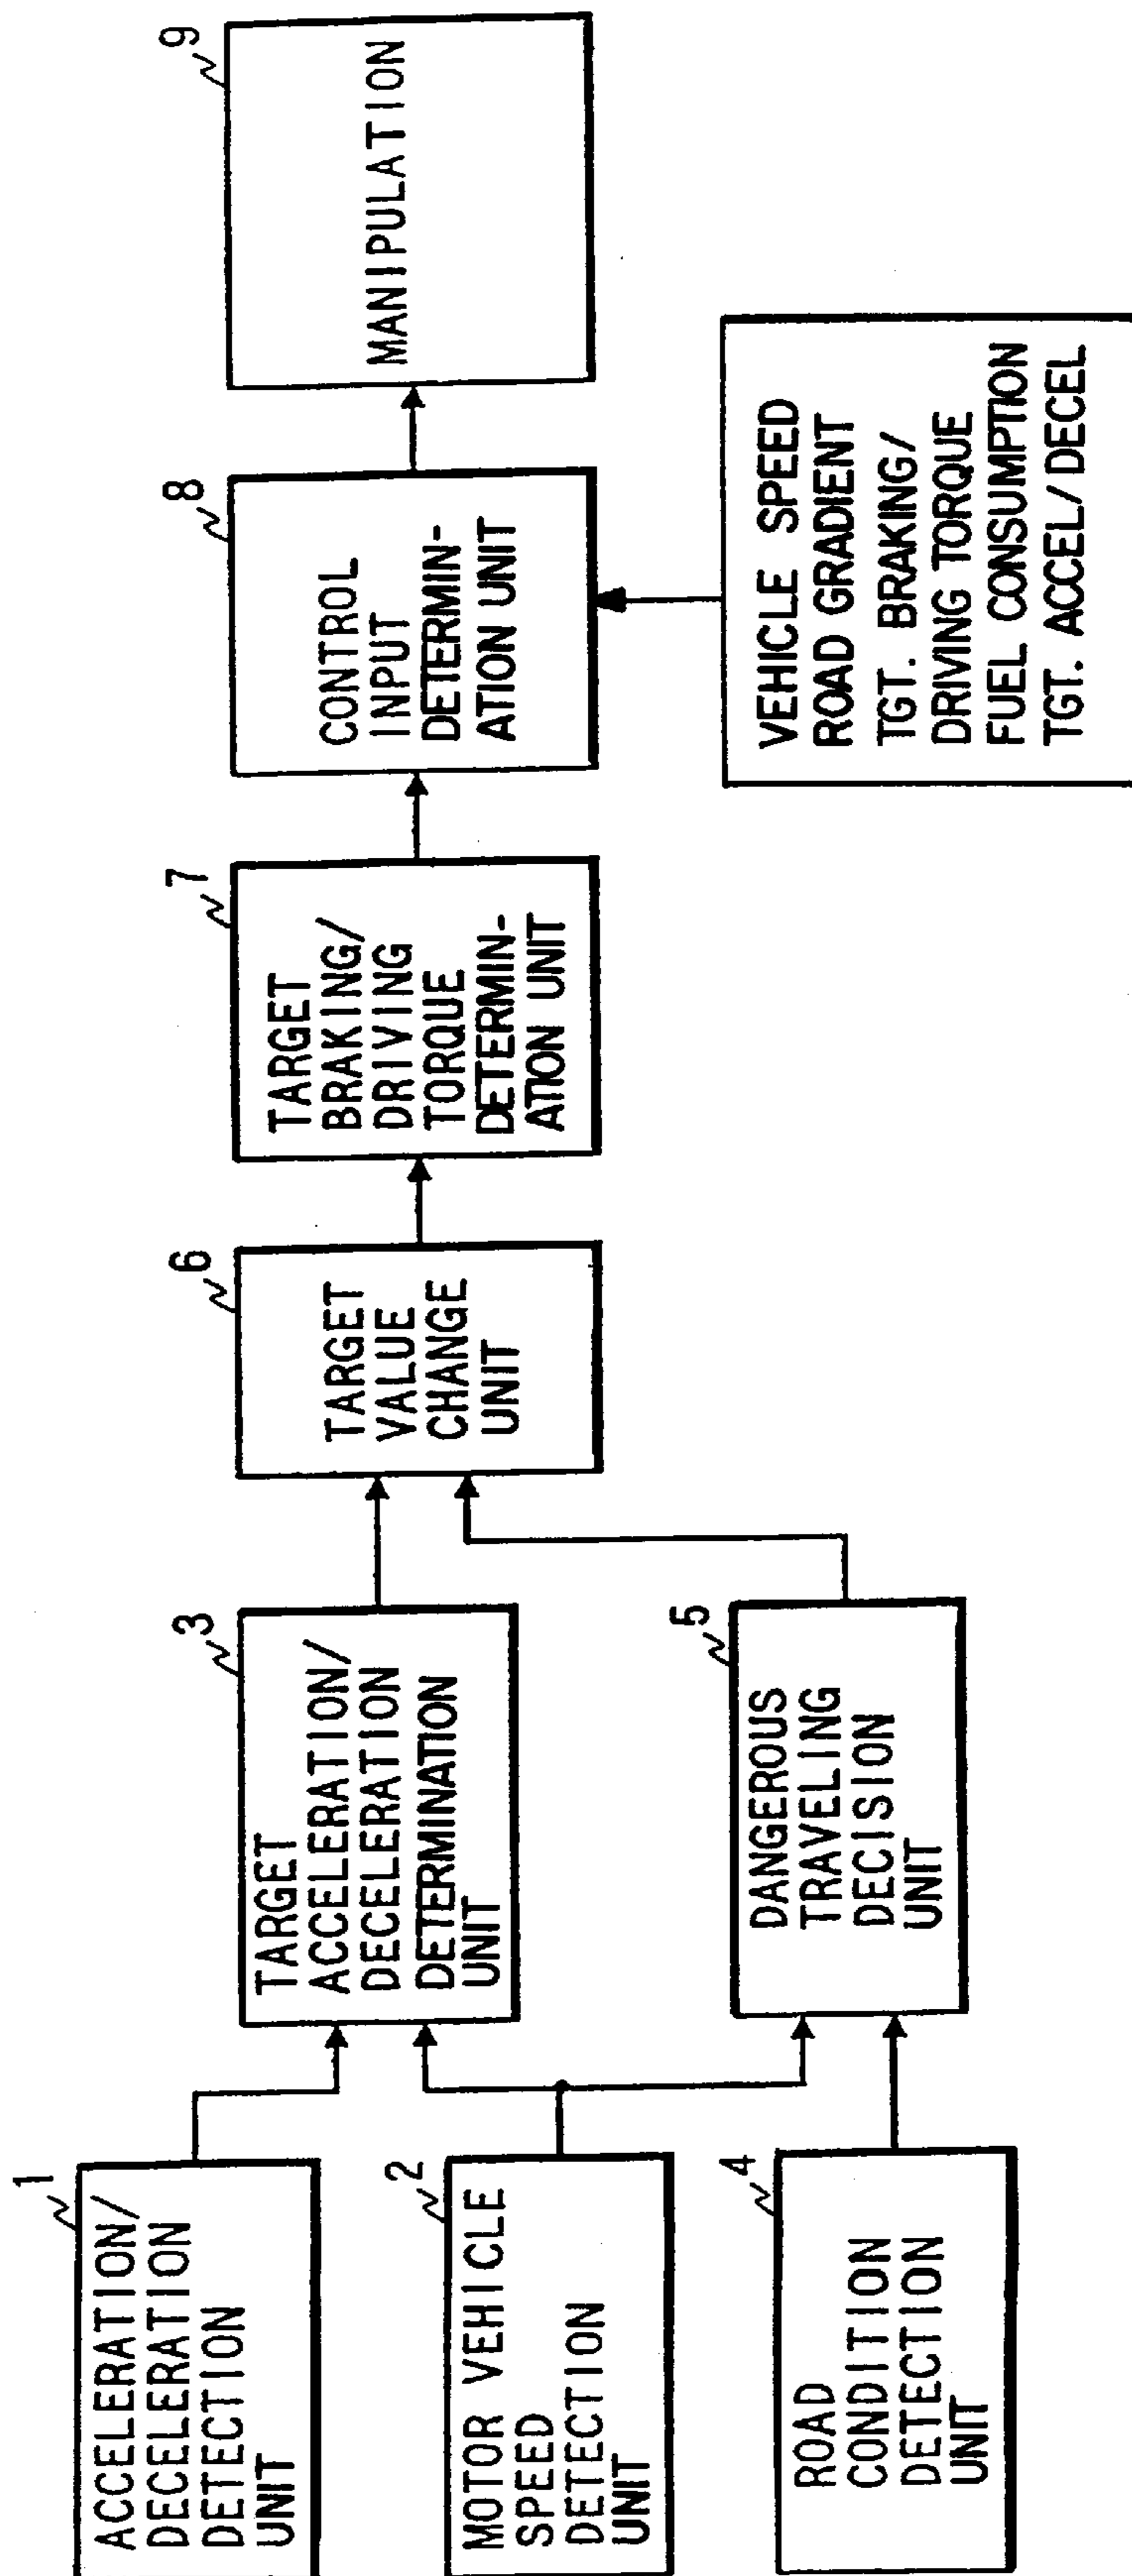 1
ACCELERATION/
DECELERATION
DETECTION
UNIT
2
MOTOR VEHICLE
SPEED
DETECTION
UNIT
4
ROAD
CONDITION
DETECTION
UNIT
3
TARGET
ACCELERATION/
DECELERATION
DETERMINATION
UNIT
5
DANGEROUS
TRAVELING
DECISION
UNIT
6
TARGET
VALUE
CHANGE
UNIT
7
TARGET
BRAKING/
DRIVING
TORQUE
DETERMIN-
ATION UNIT
8
CONTROL
INPUT
DETERMIN-
ATION UNIT
VEHICLE SPEED
ROAD GRADIENT
TGT. BRAKING/
DRIVING TORQUE
FUEL CONSUMPTION
TGT. ACCEL/DECEL
9
MANIPULATION